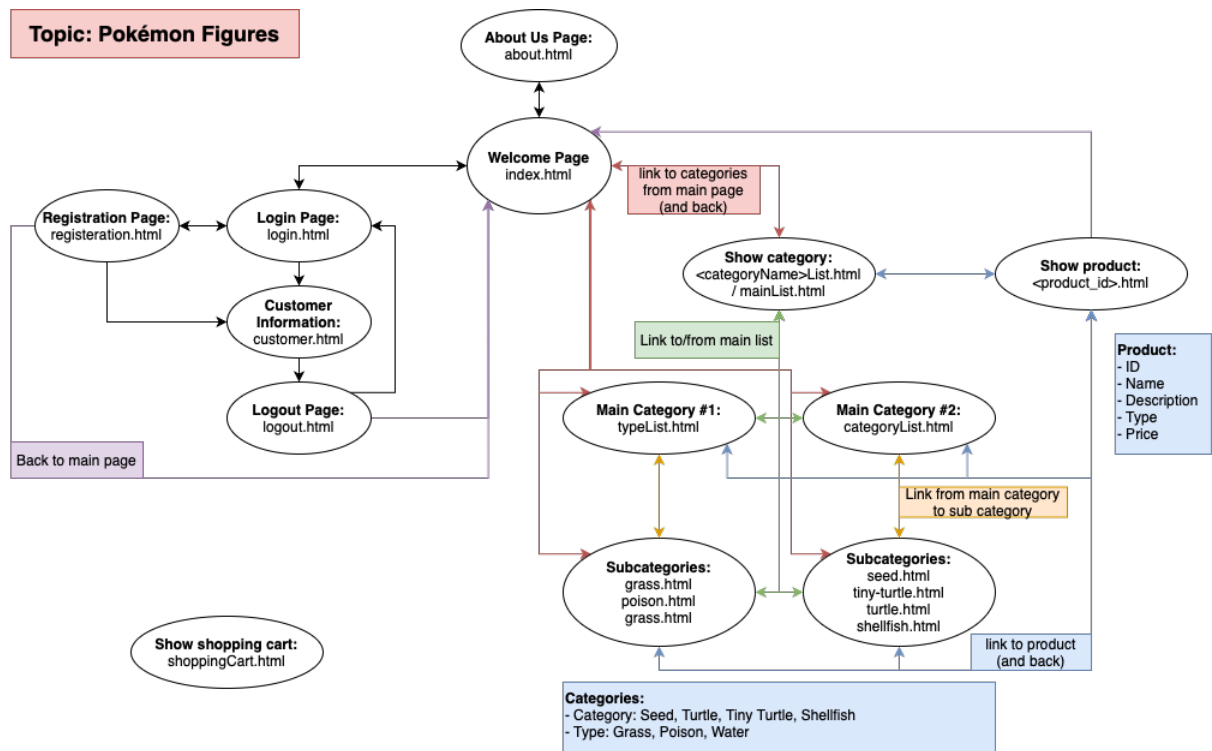 Topic: Pokémon Figures
About Us Page:
about.html
Welcome Page
index.html
link to categories
from main page
(and back)
Registration Page:
registeration.html
Login Page:
login.html
Show category:
<categoryName>List.html
/ mainList.html
Show product:
<product_id>.html
Customer
Information:
customer.html
Link to/from main list
Product:
- ID
- Name
- Description
- Type
- Price
Logout Page:
logout.html
Main Category #1:
typeList.html
Main Category #2:
categoryList.html
Back to main page
Link from main category
to sub category
Subcategories:
grass.html
poison.html
grass.html
Subcategories:
seed.html
tiny-turtle.html
turtle.html
shellfish.html
Show shopping cart:
shoppingCart.html
link to product
(and back)
Categories:
- Category: Seed, Turtle, Tiny Turtle, Shellfish
- Type: Grass, Poison, Water